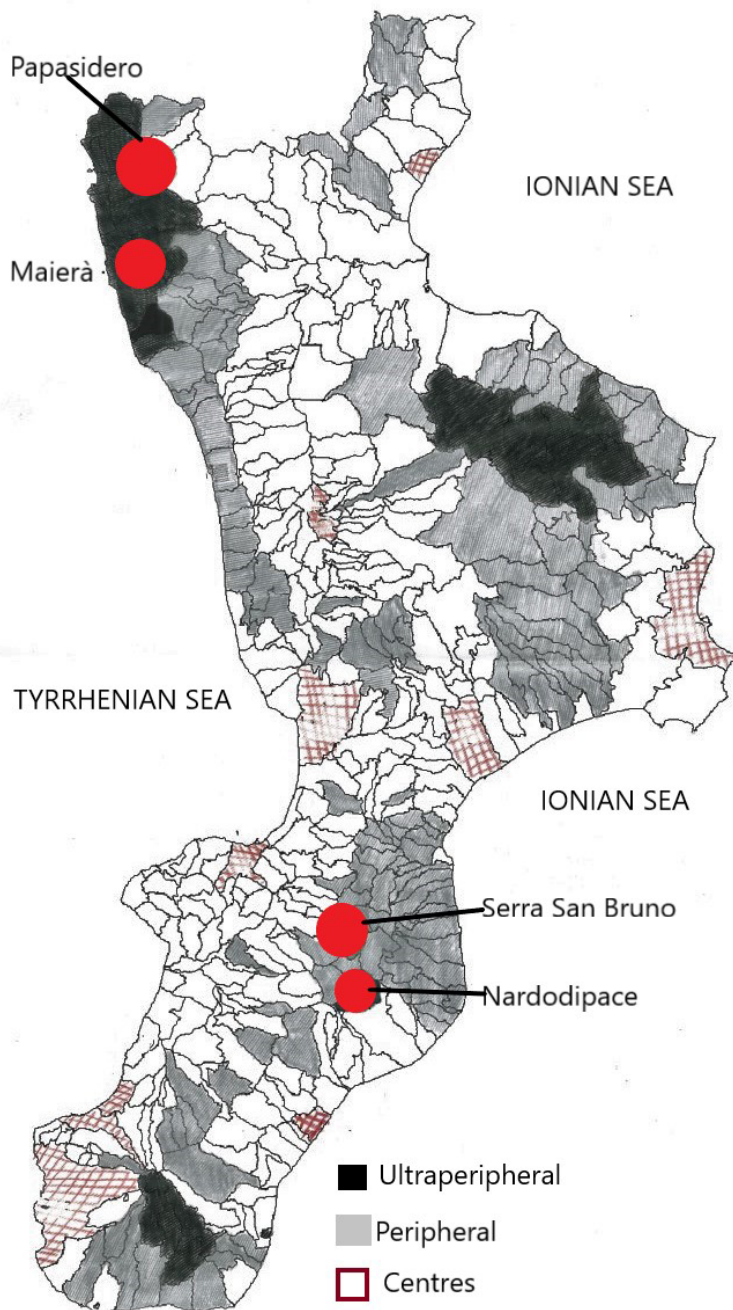 Papasidero
IONIAN SEA
Maierà
TYRRHENIAN SEA
IONIAN SEA
Serra San Bruno
Nardodipace
Ultraperipheral
Peripheral
Centres